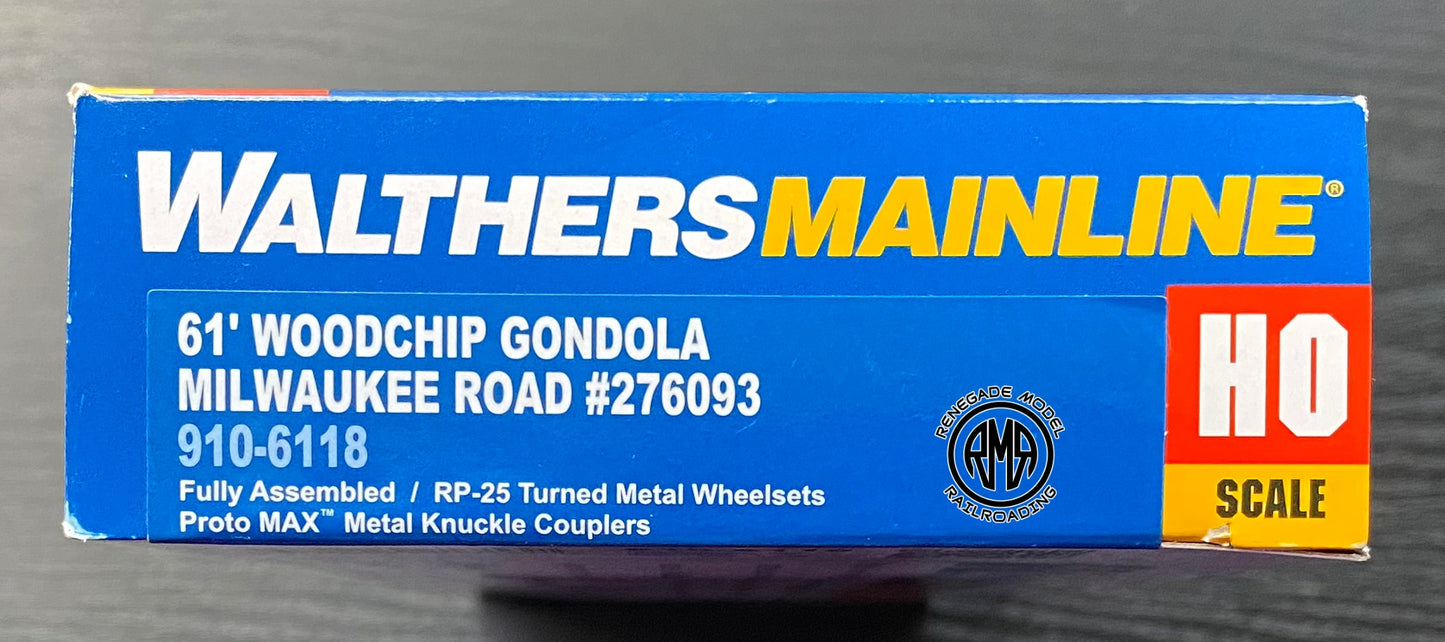 WALTHERSMAINLINE®
61' WOODCHIP GONDOLA
MILWAUKEE ROAD #276093
910-6118
Fully Assembled / RP-25 Turned Metal Wheelsets
Proto MAX™ Metal Knuckle Couplers
RENEGADE MODEL
RMR
RAILROADING
HO
SCALE